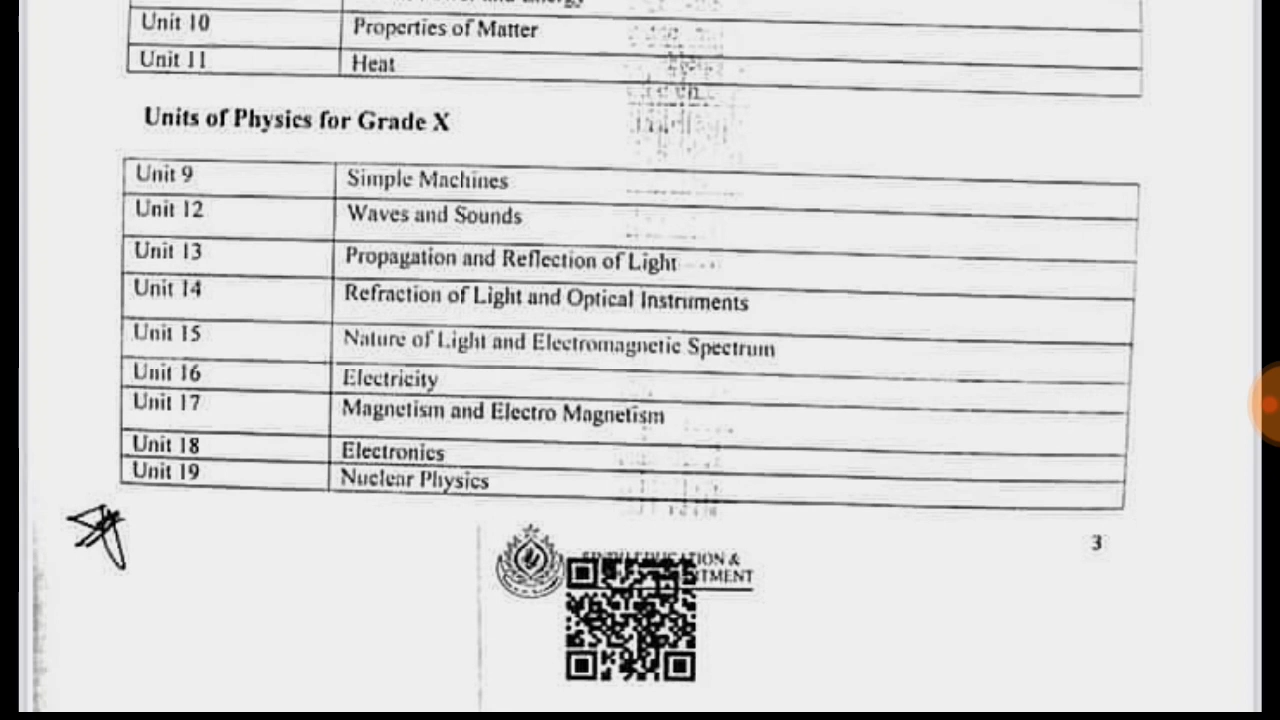 and Energy
Unit 10 Properties of Matter
Unit 11 Heat
Units of Physics for Grade X
Unit 9 Simple Machines
Unit 12 Waves and Sounds
Unit 13 Propagation and Reflection of Light
Unit 14 Refraction of Light and Optical Instruments
Unit 15 Nature of Light and Electromagnetic Spectrum
Unit 16 Electricity
Unit 17 Magnetism and Electro Magnetism
Unit 18 Electronics
Unit 19 Nuclear Physics
3
EDUCATION &